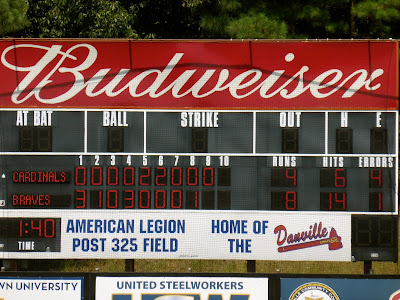 Budweiser
AT BAT BALL STRIKE OUT H E
1 2 3 4 5 6 7 8 9 10 RUNS HITS ERRORS
CARDINALS 0 0 0 0 2 2 0 0 0 4 6 4
BRAVES 3 1 0 3 0 0 0 1 8 14 4
1:40
TIME
AMERICAN LEGION
POST 325 FIELD
HOME OF
THE
Danville
UNIVERSITY
UNITED STEELWORKERS